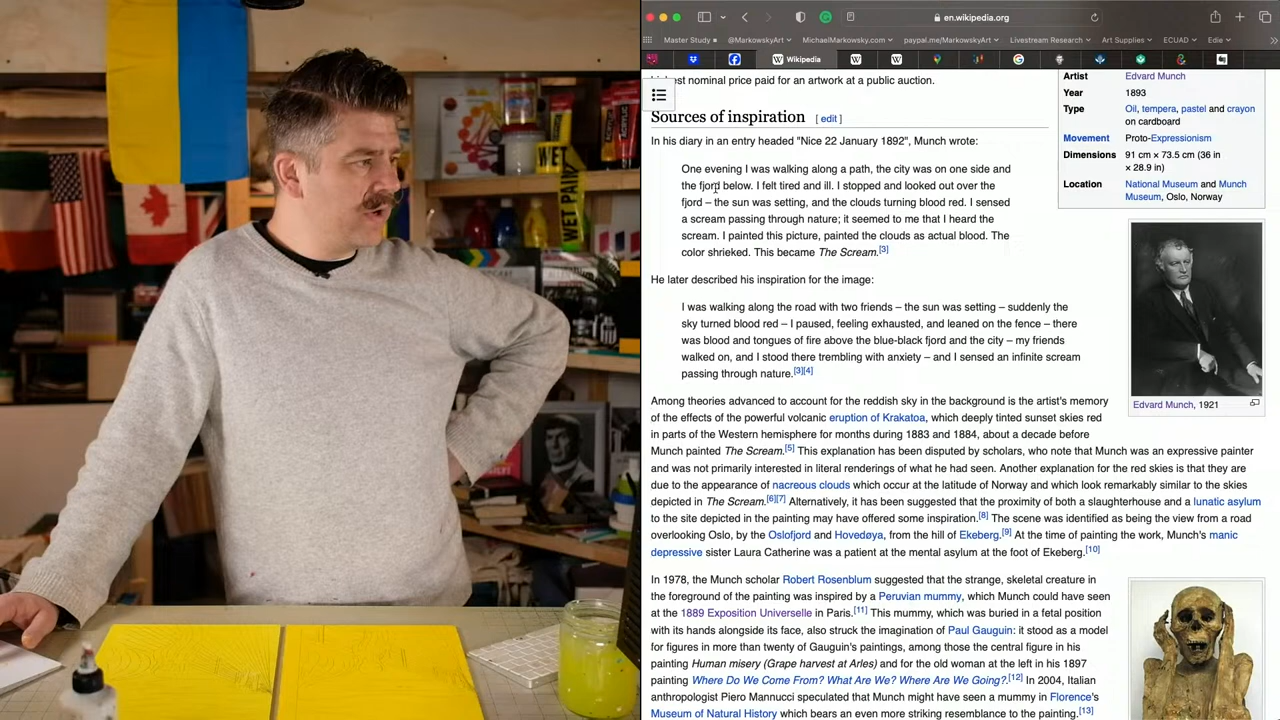 WET PAINT
WET PAINT
ACRYLIC
en.wikipedia.org
Master Study
@MarkowskyArt
MichaelMarkowsky.com
paypal.me/MarkowskyArt
Livestream Research
Art Supplies
ECUAD
Edie
Wikipedia
nominal price paid for an artwork at a public auction.
Sources of inspiration [ edit ]
In his diary in an entry headed "Nice 22 January 1892", Munch wrote:
One evening I was walking along a path, the city was on one side and
the fjord below. I felt tired and ill. I stopped and looked out over the
fjord – the sun was setting, and the clouds turning blood red. I sensed
a scream passing through nature; it seemed to me that I heard the
scream. I painted this picture, painted the clouds as actual blood. The
color shrieked. This became The Scream.[3]
He later described his inspiration for the image:
I was walking along the road with two friends – the sun was setting – suddenly the
sky turned blood red – I paused, feeling exhausted, and leaned on the fence – there
was blood and tongues of fire above the blue-black fjord and the city – my friends
walked on, and I stood there trembling with anxiety – and I sensed an infinite scream
passing through nature.[3][4]
Among theories advanced to account for the reddish sky in the background is the artist's memory
of the effects of the powerful volcanic eruption of Krakatoa, which deeply tinted sunset skies red
in parts of the Western hemisphere for months during 1883 and 1884, about a decade before
Munch painted The Scream.[5] This explanation has been disputed by scholars, who note that Munch was an expressive painter
and was not primarily interested in literal renderings of what he had seen. Another explanation for the red skies is that they are
due to the appearance of nacreous clouds which occur at the latitude of Norway and which look remarkably similar to the skies
depicted in The Scream.[6][7] Alternatively, it has been suggested that the proximity of both a slaughterhouse and a lunatic asylum
to the site depicted in the painting may have offered some inspiration.[8] The scene was identified as being the view from a road
overlooking Oslo, by the Oslofjord and Hovedøya, from the hill of Ekeberg.[9] At the time of painting the work, Munch's manic
depressive sister Laura Catherine was a patient at the mental asylum at the foot of Ekeberg.[10]
In 1978, the Munch scholar Robert Rosenblum suggested that the strange, skeletal creature in
the foreground of the painting was inspired by a Peruvian mummy, which Munch could have seen
at the 1889 Exposition Universelle in Paris.[11] This mummy, which was buried in a fetal position
with its hands alongside its face, also struck the imagination of Paul Gauguin: it stood as a model
for figures in more than twenty of Gauguin's paintings, among those the central figure in his
painting Human misery (Grape harvest at Arles) and for the old woman at the left in his 1897
painting Where Do We Come From? What Are We? Where Are We Going?.[12] In 2004, Italian
anthropologist Piero Mannucci speculated that Munch might have seen a mummy in Florence's
Museum of Natural History which bears an even more striking resemblance to the painting.[13]
Artist Edvard Munch
Year 1893
Type Oil, tempera, pastel and crayon
on cardboard
Movement Proto-Expressionism
Dimensions 91 cm × 73.5 cm (36 in
× 28.9 in)
Location National Museum and Munch
Museum, Oslo, Norway
Edvard Munch, 1921